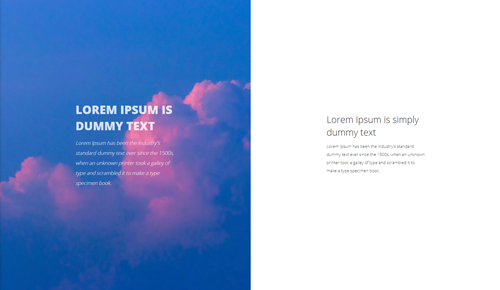 LOREM IPSUM IS
DUMMY TEXT
Lorem Ipsum has been the industry's
standard dummy text ever since the 1500s,
when an unknown printer took a galley of
type and scrambled it to make a type
specimen book.
Lorem Ipsum is simply
dummy text
Lorem Ipsum has been the industry's standard
dummy text ever since the 1500s, when an unknown
printer took a galley of type and scrambled it to
make a type specimen book.